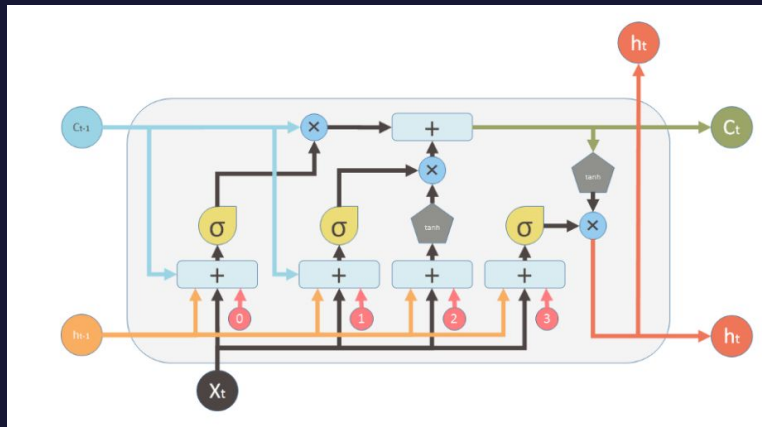 ht
Ct-1
×
+
Ct
tanh
×
σ
σ
tanh
σ
×
+
+
+
+
0
1
2
3
ht-1
ht
Xt